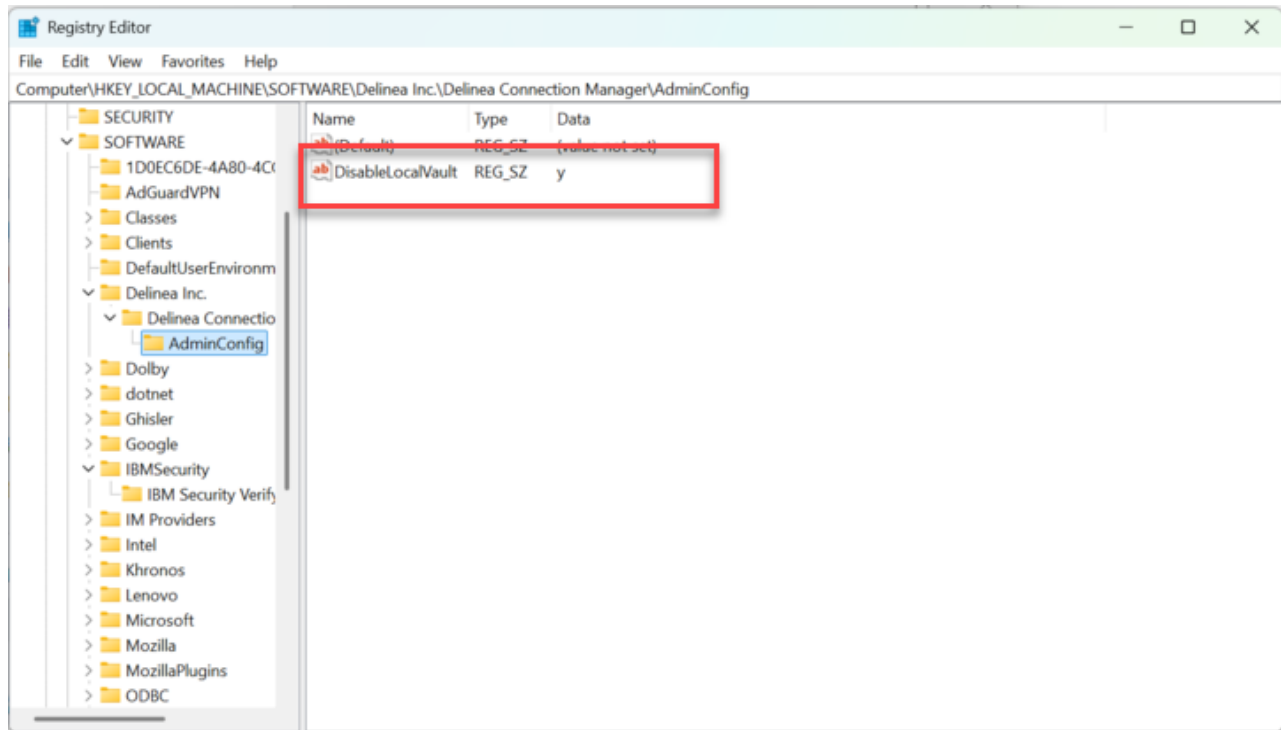 Registry Editor
File Edit View Favorites Help
Computer\HKEY_LOCAL_MACHINE\SOFTWARE\Delinea Inc.\Delinea Connection Manager\AdminConfig
SECURITY
SOFTWARE
1D0EC6DE-4A80-4C
AdGuardVPN
Classes
Clients
DefaultUserEnvironm
Delinea Inc.
Delinea Connectio
AdminConfig
Dolby
dotnet
Ghisler
Google
IBMSecurity
IBM Security Verify
IM Providers
Intel
Khronos
Lenovo
Microsoft
Mozilla
MozillaPlugins
ODBC
Name Type Data
ab (Default) REG_SZ (value not set)
ab DisableLocalVault REG_SZ y